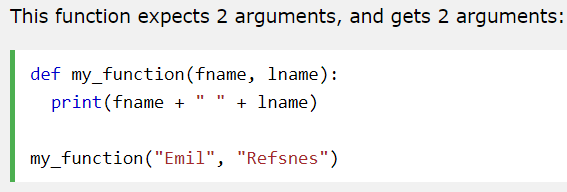 This function expects 2 arguments, and gets 2 arguments:
def my_function(fname, lname):
  print(fname + " " + lname)
my_function("Emil", "Refsnes")